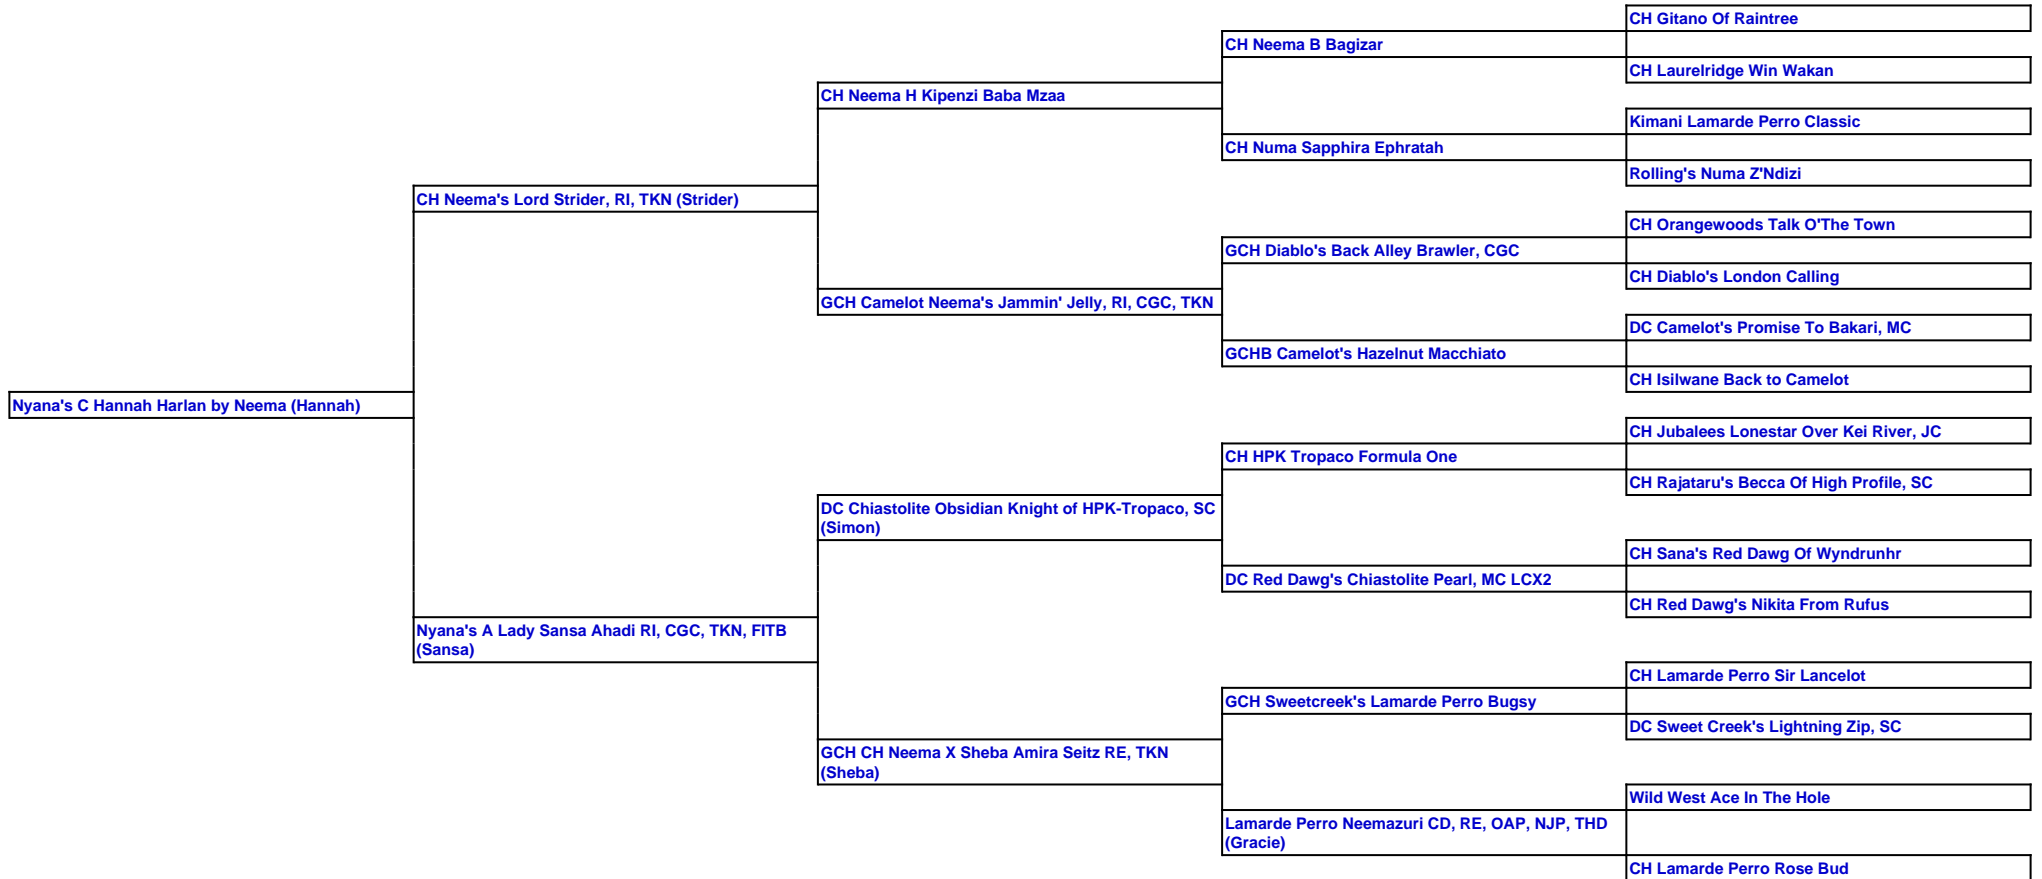 CH Gitano Of Raintree
CH Neema B Bagizar
CH Laurelridge Win Wakan
CH Neema H Kipenzi Baba Mzaa
Kimani Lamarde Perro Classic
CH Numa Sapphira Ephratah
Rolling's Numa Z'Ndizi
CH Neema's Lord Strider, RI, TKN (Strider)
CH Orangewoods Talk O'The Town
GCH Diablo's Back Alley Brawler, CGC
CH Diablo's London Calling
GCH Camelot Neema's Jammin' Jelly, RI, CGC, TKN
DC Camelot's Promise To Bakari, MC
GCHB Camelot's Hazelnut Macchiato
CH Isilwane Back to Camelot
Nyana's C Hannah Harlan by Neema (Hannah)
CH Jubalees Lonestar Over Kei River, JC
CH HPK Tropaco Formula One
CH Rajataru's Becca Of High Profile, SC
DC Chiastolite Obsidian Knight of HPK-Tropaco, SC
(Simon)
CH Sana's Red Dawg Of Wyndrunhr
DC Red Dawg's Chiastolite Pearl, MC LCX2
CH Red Dawg's Nikita From Rufus
Nyana's A Lady Sansa Ahadi RI, CGC, TKN, FITB
(Sansa)
CH Lamarde Perro Sir Lancelot
GCH Sweetcreek's Lamarde Perro Bugsy
DC Sweet Creek's Lightning Zip, SC
GCH CH Neema X Sheba Amira Seitz RE, TKN
(Sheba)
Wild West Ace In The Hole
Lamarde Perro Neemazuri CD, RE, OAP, NJP, THD
(Gracie)
CH Lamarde Perro Rose Bud